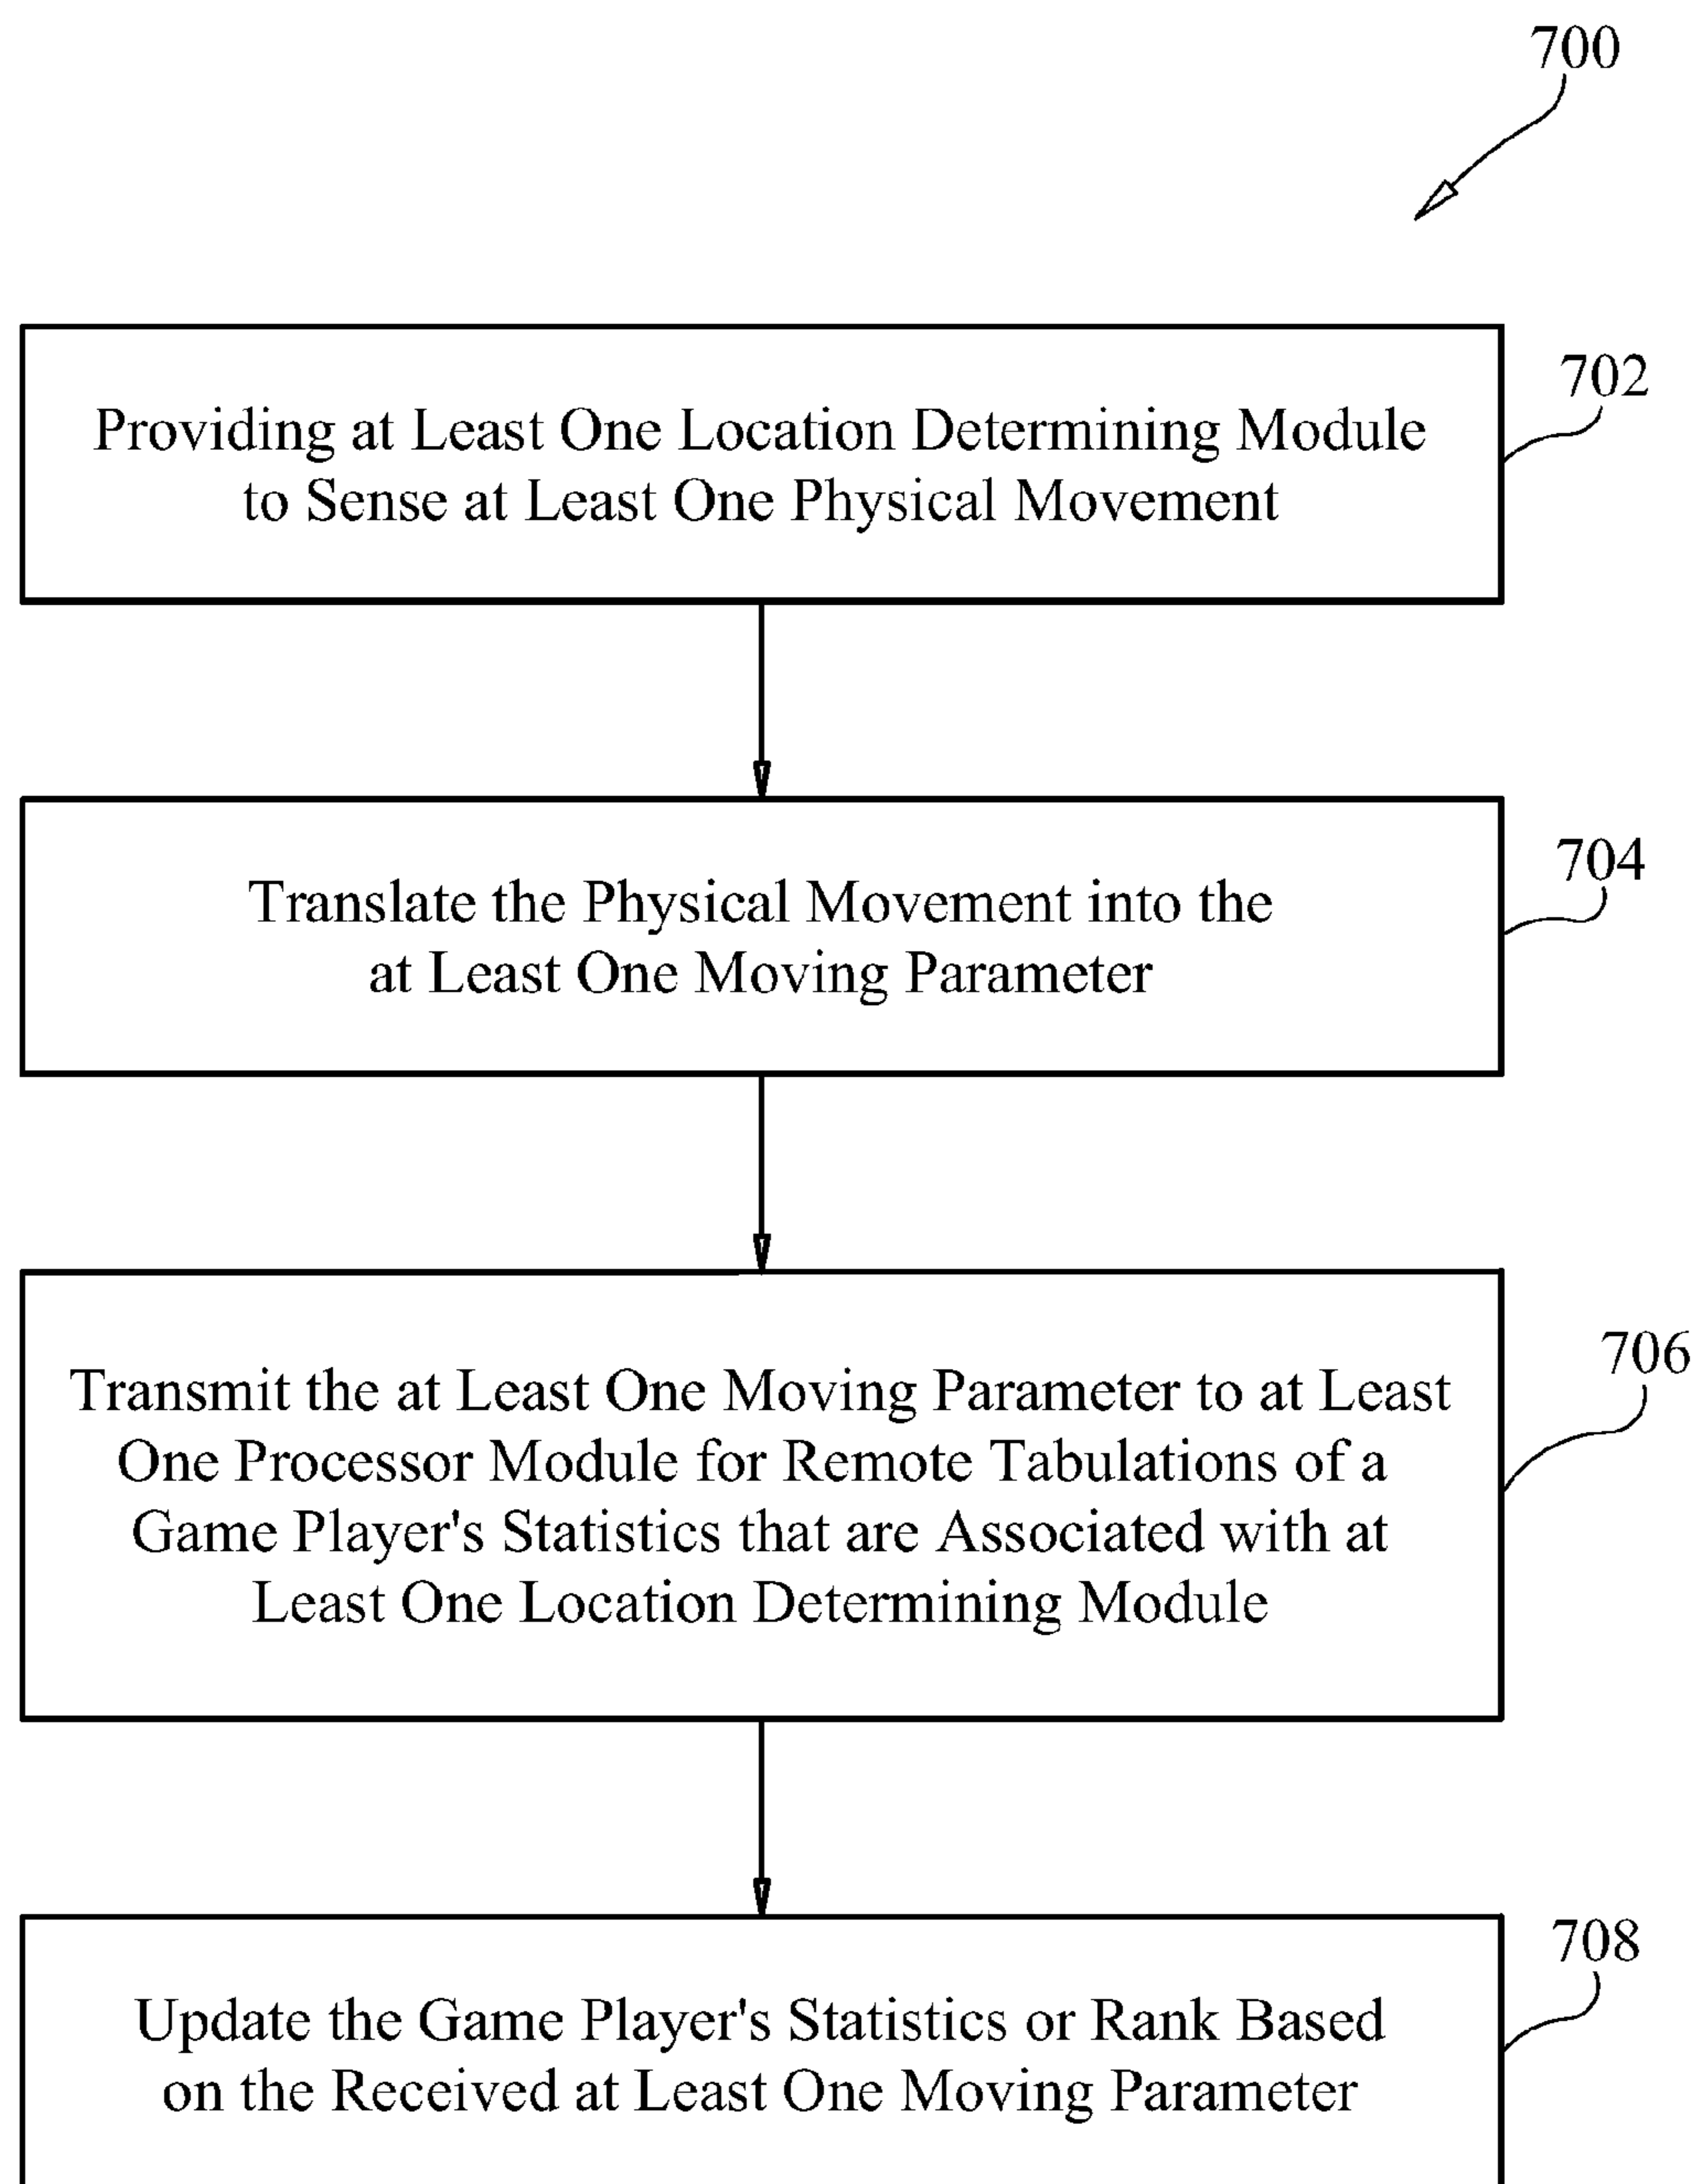 700
702
Providing at Least One Location Determining Module
to Sense at Least One Physical Movement
704
Translate the Physical Movement into the
at Least One Moving Parameter
706
Transmit the at Least One Moving Parameter to at Least
One Processor Module for Remote Tabulations of a
Game Player's Statistics that are Associated with at
Least One Location Determining Module
708
Update the Game Player's Statistics or Rank Based
on the Received at Least One Moving Parameter